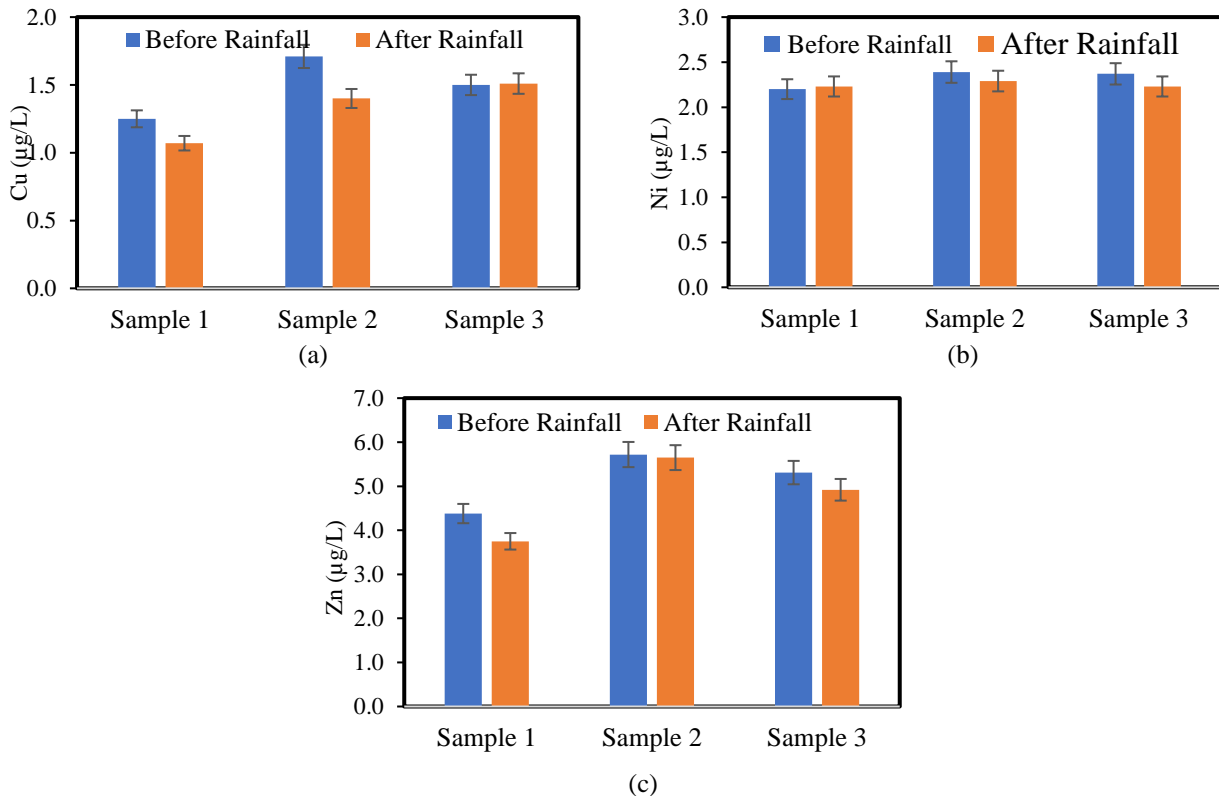 2.0
1.5
1.0
0.5
0.0
Cu (µg/L)
Before Rainfall After Rainfall
Sample 1 Sample 2 Sample 3
(a)
3.0
2.5
2.0
1.5
1.0
0.5
0.0
Ni (µg/L)
Before Rainfall After Rainfall
Sample 1 Sample 2 Sample 3
(b)
7.0
6.0
5.0
4.0
3.0
2.0
1.0
0.0
Zn (µg/L)
Before Rainfall After Rainfall
Sample 1 Sample 2 Sample 3
(c)